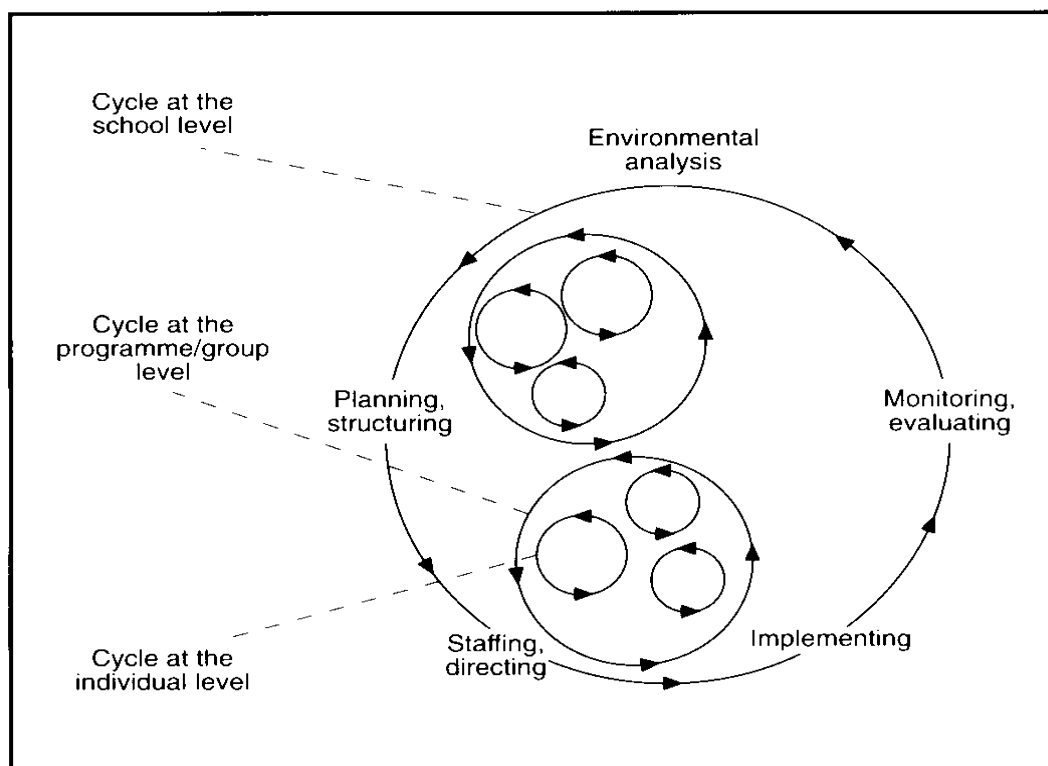 Cycle at the
school level
Environmental
analysis
Cycle at the
programme/group
level
Planning,
structuring
Monitoring,
evaluating
Staffing,
directing
Implementing
Cycle at the
individual level